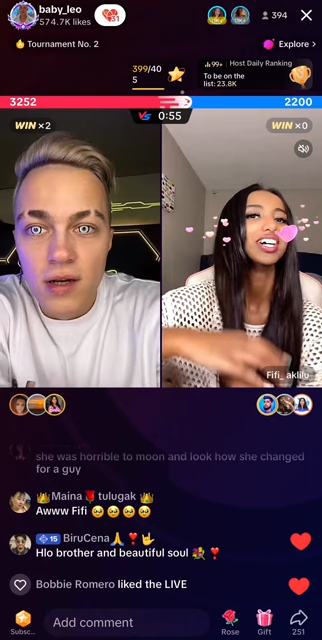 baby_leo
574.7K likes
31
394
Tournament No. 2
Explore >
399/40
5
99+ Host Daily Ranking
To be on the
list: 23.8K
3252
2200
WIN ×2
VS 0:55
WIN ×0
Fifi_aklilu
she was horrible to moon and look how she changed
for a guy
Maina🌹tulugak
Awww Fifi 🥹🥹🥹🥹
15 BiruCena🙏❣️🤟
Hlo brother and beautiful soul 💐❣️
Bobbie Romero liked the LIVE
Subsc...
Add comment
Rose
Gift
251